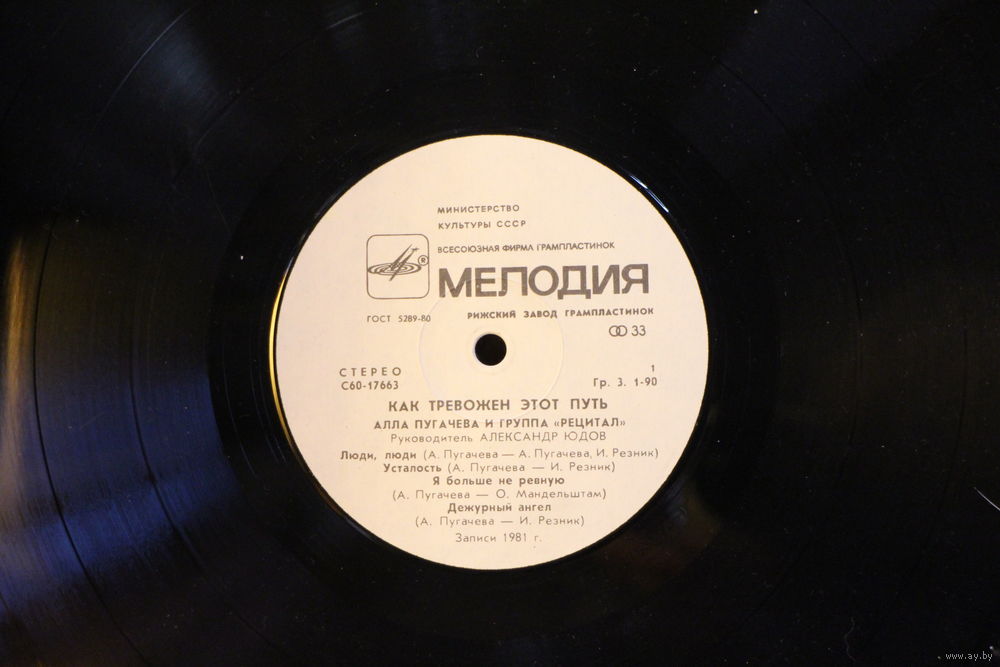 МИНИСТЕРСТВО
КУЛЬТУРЫ СССР
ВСЕСОЮЗНАЯ ФИРМА ГРАМПЛАСТИНОК
®
МЕЛОДИЯ
ГОСТ 5289-80
РИЖСКИЙ ЗАВОД ГРАМПЛАСТИНОК
33
СТЕРЕО
1
С60-17663
Гр. 3. 1-90
КАК ТРЕВОЖЕН ЭТОТ ПУТЬ
АЛЛА ПУГАЧЕВА И ГРУППА «РЕЦИТАЛ»
Руководитель АЛЕКСАНДР ЮДОВ
Люди, люди (А. Пугачева — А. Пугачева, И. Резник)
Усталость (А. Пугачева — И. Резник)
Я больше не ревную
(А. Пугачева — О. Мандельштам)
Дежурный ангел
(А. Пугачева — И. Резник)
Записи 1981 г.
www.ay.by